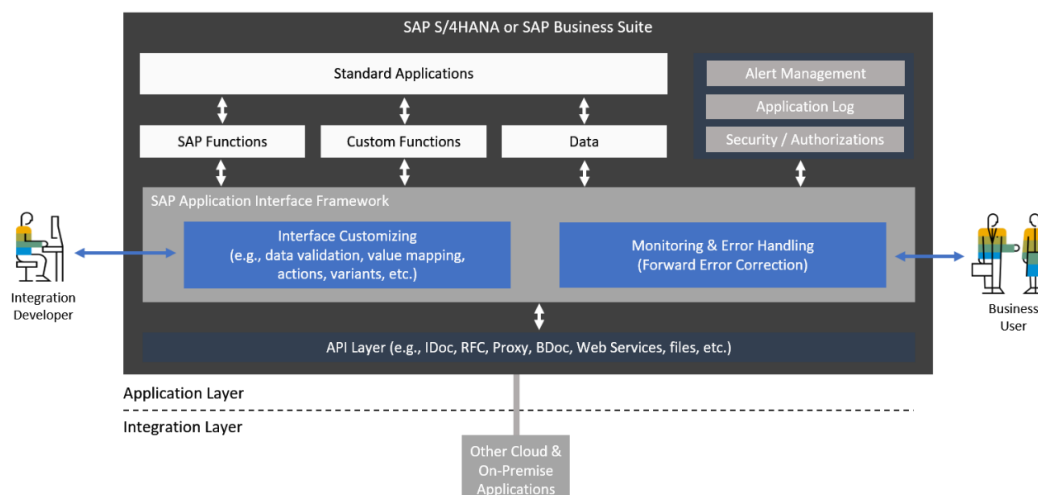 SAP S/4HANA or SAP Business Suite
Standard Applications
Alert Management
Application Log
Security / Authorizations
SAP Functions
Custom Functions
Data
SAP Application Interface Framework
Interface Customizing
(e.g., data validation, value mapping,
actions, variants, etc.)
Monitoring & Error Handling
(Forward Error Correction)
Integration
Developer
Business
User
API Layer (e.g., IDoc, RFC, Proxy, BDoc, Web Services, files, etc.)
Application Layer
Integration Layer
Other Cloud &
On-Premise
Applications